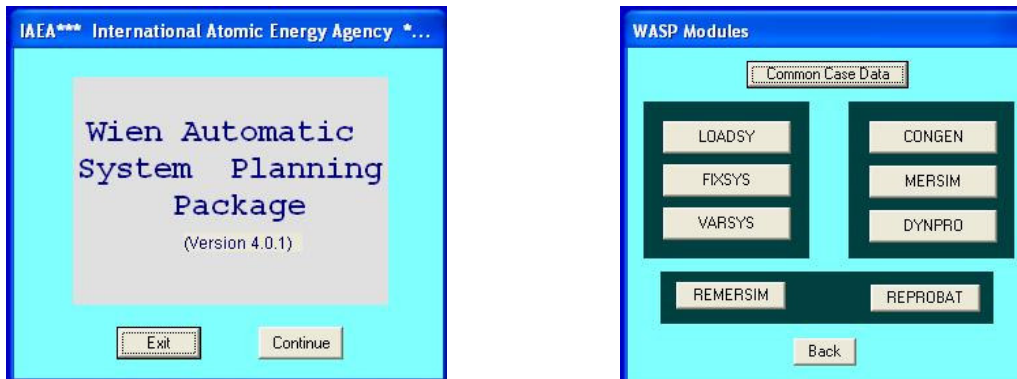 IAEA*** International Atomic Energy Agency *...
Wien Automatic
System Planning
Package
(Version 4.0.1)
Exit
Continue
WASP Modules
Common Case Data
LOADSY
CONGEN
FIXSYS
MERSIM
VARSYS
DYNPRO
REMERSIM
REPROBAT
Back